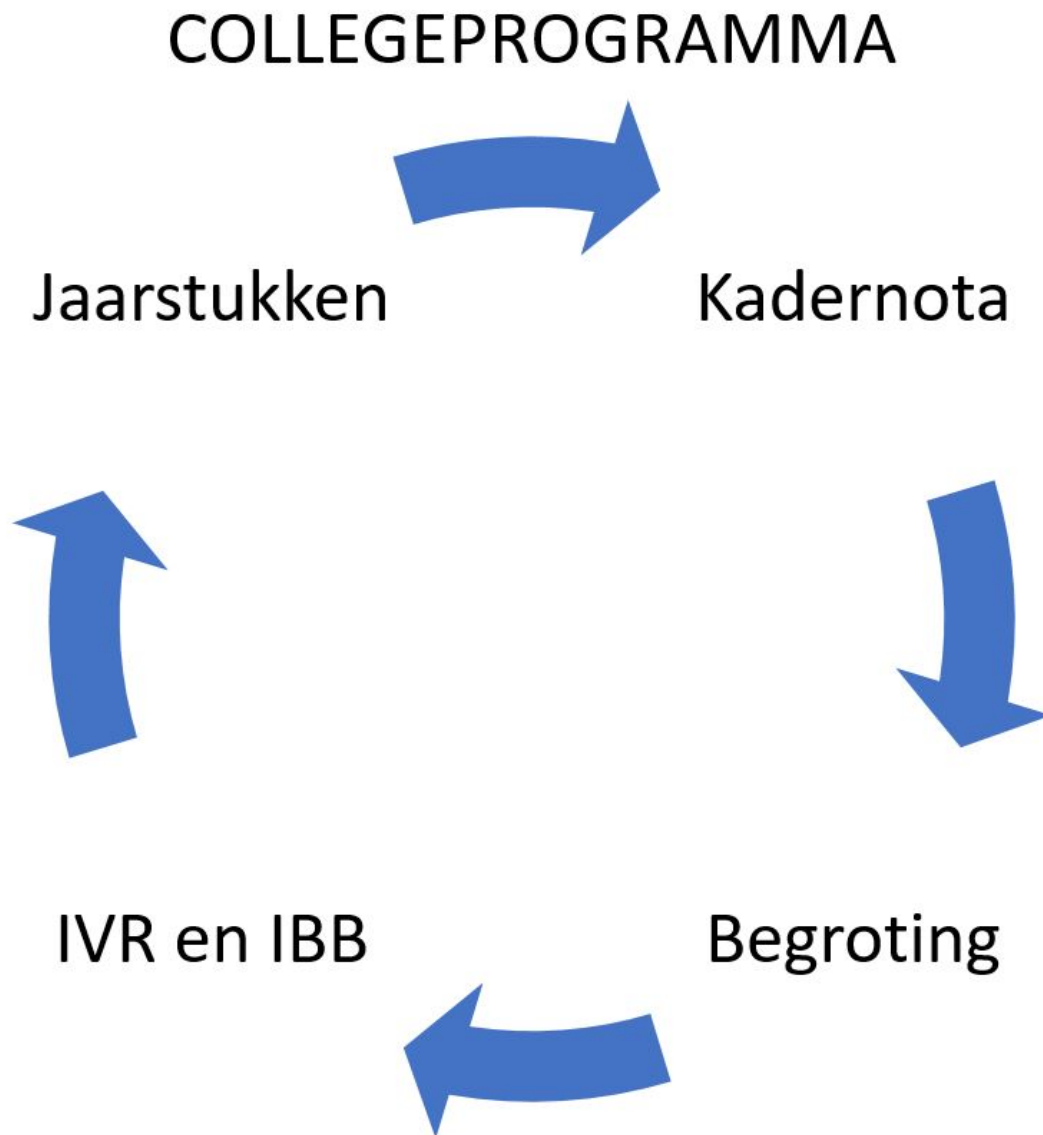 COLLEGEPROGRAMMA
Jaarstukken
Kadernota
IVR en IBB
Begroting